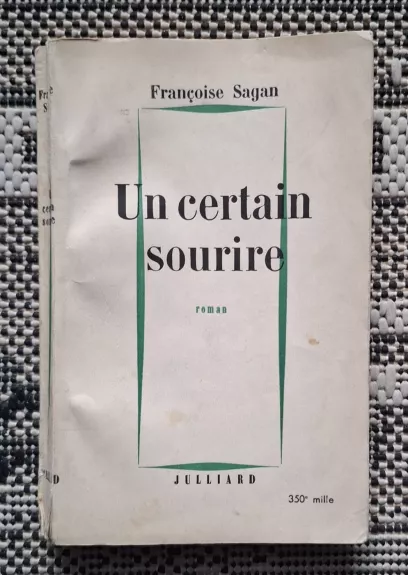 Françoise Sagan
Un certain
sourire
roman
JULLIARD
350e mille